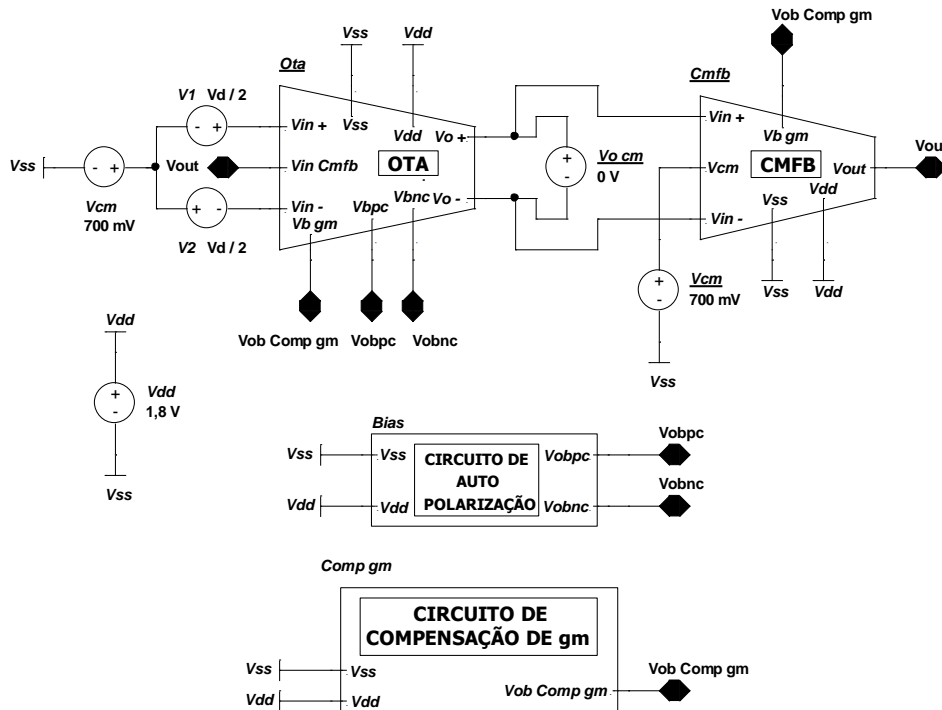 Vob Comp gm
Vss
Vdd
Ota
Cmfb
V1 Vd / 2
Vin +
Vss
Vdd
Vo +
Vin +
Vb gm
Vss
Vout
Vin Cmfb
OTA
Vo cm
0 V
Vcm
CMFB
Vout
Vou
Vcm
700 mV
Vin -
Vb gm
Vbpc
Vbnc
Vo -
Vin -
Vss
Vdd
V2 Vd / 2
Vcm
700 mV
Vss
Vdd
Vob Comp gm
Vobpc
Vobnc
Vss
Vdd
Vdd
1,8 V
Vss
Bias
Vss
Vss
CIRCUITO DE
AUTO
POLARIZAÇÃO
Vobpc
Vobpc
Vdd
Vdd
Vobnc
Vobnc
Comp gm
CIRCUITO DE
COMPENSAÇÃO DE gm
Vss
Vss
Vdd
Vdd
Vob Comp gm
Vob Comp gm